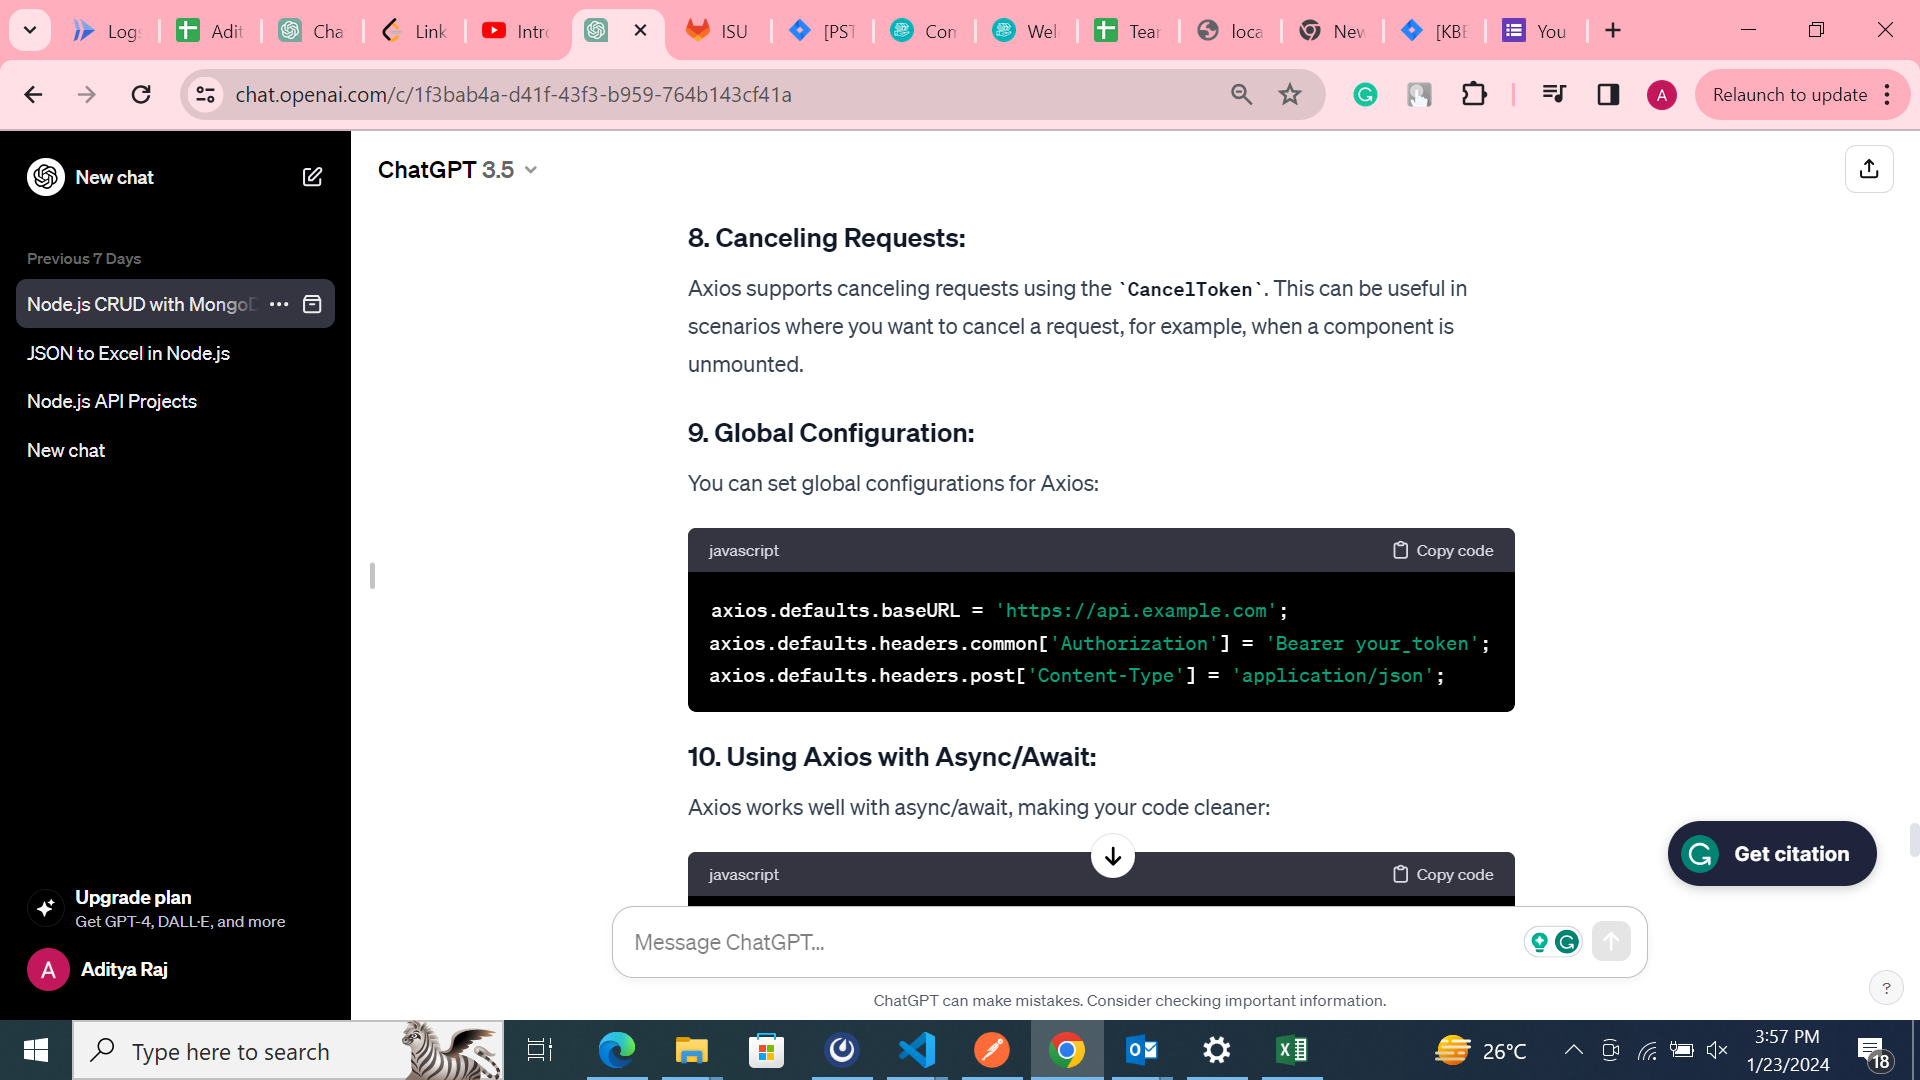 Logs
Adit
Cha
Link
Intro
ISU
[PST
Con
Wel
Tear
loca
New
[KBE
You
chat.openai.com/c/1f3bab4a-d41f-43f3-b959-764b143cf41a
A
Relaunch to update
New chat
ChatGPT 3.5
Previous 7 Days
Node.js CRUD with MongoD
JSON to Excel in Node.js
Node.js API Projects
New chat
8. Canceling Requests:
Axios supports canceling requests using the `CancelToken`. This can be useful in
scenarios where you want to cancel a request, for example, when a component is
unmounted.
9. Global Configuration:
You can set global configurations for Axios:
javascript
Copy code
axios.defaults.baseURL = 'https://api.example.com';
axios.defaults.headers.common['Authorization'] = 'Bearer your_token';
axios.defaults.headers.post['Content-Type'] = 'application/json';
10. Using Axios with Async/Await:
Axios works well with async/await, making your code cleaner:
javascript
Copy code
Get citation
Upgrade plan
Get GPT-4, DALL·E, and more
A
Aditya Raj
Message ChatGPT...
ChatGPT can make mistakes. Consider checking important information.
?
Type here to search
26°C
3:57 PM
1/23/2024
18